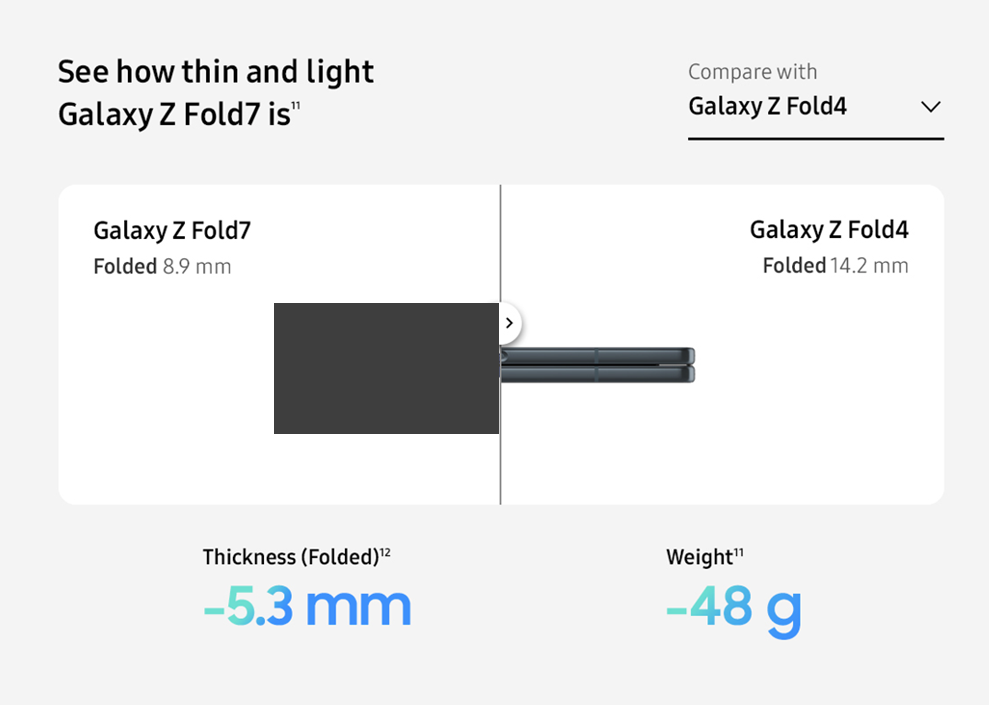 See how thin and light
Galaxy Z Fold7 is¹¹
Compare with
Galaxy Z Fold4
Galaxy Z Fold7
Folded 8.9 mm
Galaxy Z Fold4
Folded 14.2 mm
Thickness (Folded)¹²
-5.3 mm
Weight¹¹
-48 g